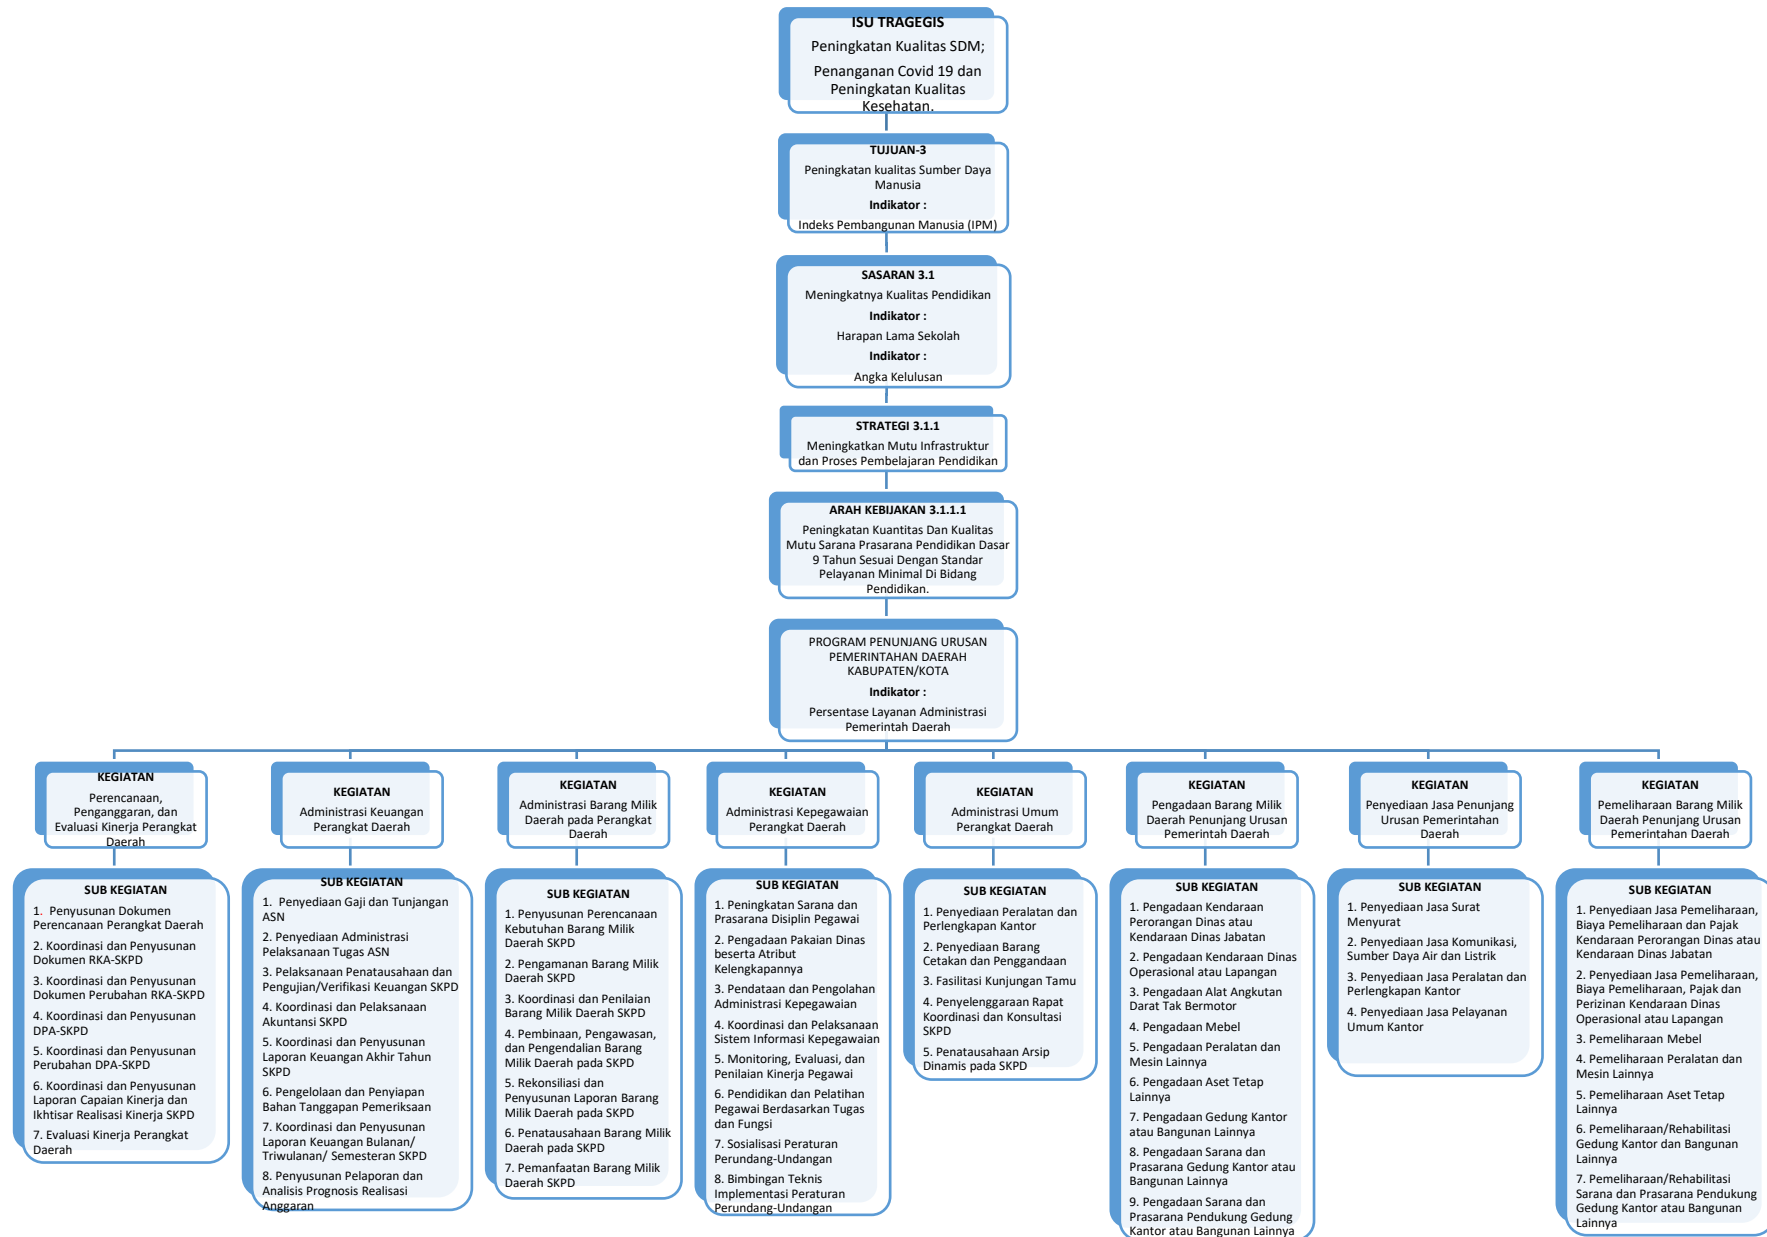 ISU TRAGEGIS
Peningkatan Kualitas SDM;
Penanganan Covid 19 dan
Peningkatan Kualitas
Kesehatan.
TUJUAN-3
Peningkatan kualitas Sumber Daya
Manusia
Indikator :
Indeks Pembangunan Manusia (IPM)
SASARAN 3.1
Meningkatnya Kualitas Pendidikan
Indikator :
Harapan Lama Sekolah
Indikator :
Angka Kelulusan
STRATEGI 3.1.1
Meningkatkan Mutu Infrastruktur
dan Proses Pembelajaran Pendidikan
ARAH KEBIJAKAN 3.1.1.1
Peningkatan Kuantitas Dan Kualitas
Mutu Sarana Prasarana Pendidikan Dasar
9 Tahun Sesuai Dengan Standar
Pelayanan Minimal Di Bidang
Pendidikan.
PROGRAM PENUNJANG URUSAN
PEMERINTAHAN DAERAH
KABUPATEN/KOTA
Indikator :
Persentase Layanan Administrasi
Pemerintah Daerah
KEGIATAN
Perencanaan,
Penganggaran, dan
Evaluasi Kinerja Perangkat
Daerah
SUB KEGIATAN
1. Penyusunan Dokumen
Perencanaan Perangkat Daerah
2. Koordinasi dan Penyusunan
Dokumen RKA-SKPD
3. Koordinasi dan Penyusunan
Dokumen Perubahan RKA-SKPD
4. Koordinasi dan Penyusunan
DPA-SKPD
5. Koordinasi dan Penyusunan
Perubahan DPA-SKPD
6. Koordinasi dan Penyusunan
Laporan Capaian Kinerja dan
Ikhtisar Realisasi Kinerja SKPD
7. Evaluasi Kinerja Perangkat
Daerah
KEGIATAN
Administrasi Keuangan
Perangkat Daerah
SUB KEGIATAN
1. Penyediaan Gaji dan Tunjangan
ASN
2. Penyediaan Administrasi
Pelaksanaan Tugas ASN
3. Pelaksanaan Penatausahaan dan
Pengujian/Verifikasi Keuangan SKPD
4. Koordinasi dan Pelaksanaan
Akuntansi SKPD
5. Koordinasi dan Penyusunan
Laporan Keuangan Akhir Tahun
SKPD
6. Pengelolaan dan Penyiapan
Bahan Tanggapan Pemeriksaan
7. Koordinasi dan Penyusunan
Laporan Keuangan Bulanan/
Triwulanan/ Semesteran SKPD
8. Penyusunan Pelaporan dan
Analisis Prognosis Realisasi
Anggaran
KEGIATAN
Administrasi Barang Milik
Daerah pada Perangkat
Daerah
SUB KEGIATAN
1. Penyusunan Perencanaan
Kebutuhan Barang Milik
Daerah SKPD
2. Pengamanan Barang Milik
Daerah SKPD
3. Koordinasi dan Penilaian
Barang Milik Daerah SKPD
4. Pembinaan, Pengawasan,
dan Pengendalian Barang
Milik Daerah pada SKPD
5. Rekonsiliasi dan
Penyusunan Laporan Barang
Milik Daerah pada SKPD
6. Penatausahaan Barang Milik
Daerah pada SKPD
7. Pemanfaatan Barang Milik
Daerah SKPD
KEGIATAN
Administrasi Kepegawaian
Perangkat Daerah
SUB KEGIATAN
1. Peningkatan Sarana dan
Prasarana Disiplin Pegawai
2. Pengadaan Pakaian Dinas
beserta Atribut
Kelengkapannya
3. Pendataan dan Pengolahan
Administrasi Kepegawaian
4. Koordinasi dan Pelaksanaan
Sistem Informasi Kepegawaian
5. Monitoring, Evaluasi, dan
Penilaian Kinerja Pegawai
6. Pendidikan dan Pelatihan
Pegawai Berdasarkan Tugas
dan Fungsi
7. Sosialisasi Peraturan
Perundang-Undangan
8. Bimbingan Teknis
Implementasi Peraturan
Perundang-Undangan
KEGIATAN
Administrasi Umum
Perangkat Daerah
SUB KEGIATAN
1. Penyediaan Peralatan dan
Perlengkapan Kantor
2. Penyediaan Barang
Cetakan dan Penggandaan
3. Fasilitasi Kunjungan Tamu
4. Penyelenggaraan Rapat
Koordinasi dan Konsultasi
SKPD
5. Penatausahaan Arsip
Dinamis pada SKPD
KEGIATAN
Pengadaan Barang Milik
Daerah Penunjang Urusan
Pemerintah Daerah
SUB KEGIATAN
1. Pengadaan Kendaraan
Perorangan Dinas atau
Kendaraan Dinas Jabatan
2. Pengadaan Kendaraan Dinas
Operasional atau Lapangan
3. Pengadaan Alat Angkutan
Darat Tak Bermotor
4. Pengadaan Mebel
5. Pengadaan Peralatan dan
Mesin Lainnya
6. Pengadaan Aset Tetap
Lainnya
7. Pengadaan Gedung Kantor
atau Bangunan Lainnya
8. Pengadaan Sarana dan
Prasarana Gedung Kantor atau
Bangunan Lainnya
9. Pengadaan Sarana dan
Prasarana Pendukung Gedung
Kantor atau Bangunan Lainnya
KEGIATAN
Penyediaan Jasa Penunjang
Urusan Pemerintahan
Daerah
SUB KEGIATAN
1. Penyediaan Jasa Surat
Menyurat
2. Penyediaan Jasa Komunikasi,
Sumber Daya Air dan Listrik
3. Penyediaan Jasa Peralatan dan
Perlengkapan Kantor
4. Penyediaan Jasa Pelayanan
Umum Kantor
KEGIATAN
Pemeliharaan Barang Milik
Daerah Penunjang Urusan
Pemerintahan Daerah
SUB KEGIATAN
1. Penyediaan Jasa Pemeliharaan,
Biaya Pemeliharaan dan Pajak
Kendaraan Perorangan Dinas atau
Kendaraan Dinas Jabatan
2. Penyediaan Jasa Pemeliharaan,
Biaya Pemeliharaan, Pajak dan
Perizinan Kendaraan Dinas
Operasional atau Lapangan
3. Pemeliharaan Mebel
4. Pemeliharaan Peralatan dan
Mesin Lainnya
5. Pemeliharaan Aset Tetap
Lainnya
6. Pemeliharaan/Rehabilitasi
Gedung Kantor dan Bangunan
Lainnya
7. Pemeliharaan/Rehabilitasi
Sarana dan Prasarana Pendukung
Gedung Kantor atau Bangunan
Lainnya